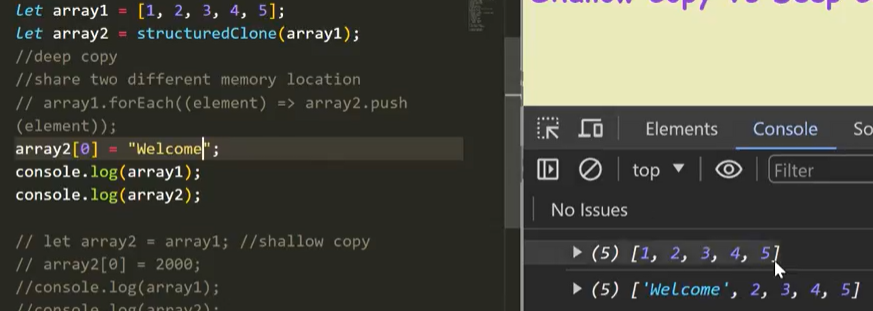 let array1 = [1, 2, 3, 4, 5];
let array2 = structuredClone(array1);
//deep copy
//share two different memory location
// array1.forEach((element) => array2.push
(element));
array2[0] = "Welcome";
console.log(array1);
console.log(array2);
// let array2 = array1; //shallow copy
// array2[0] = 2000;
//console.log(array1);
//console.log(array2);
Shallow Copy vs Deep
Elements Console So
top Filter
No Issues
(5) [1, 2, 3, 4, 5]
(5) ['Welcome', 2, 3, 4, 5]